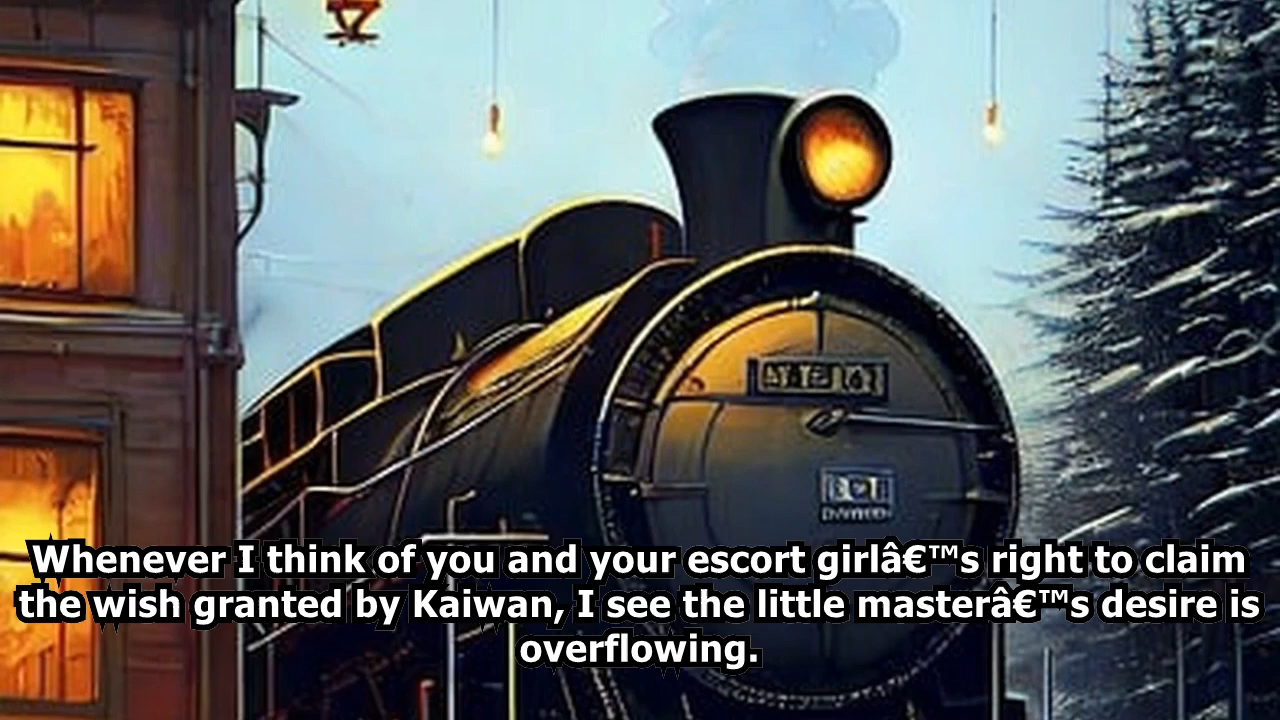 Whenever I think of you and your escort girlâ€™s right to claim
the wish granted by Kaiwan, I see the little masterâ€™s desire is
overflowing.